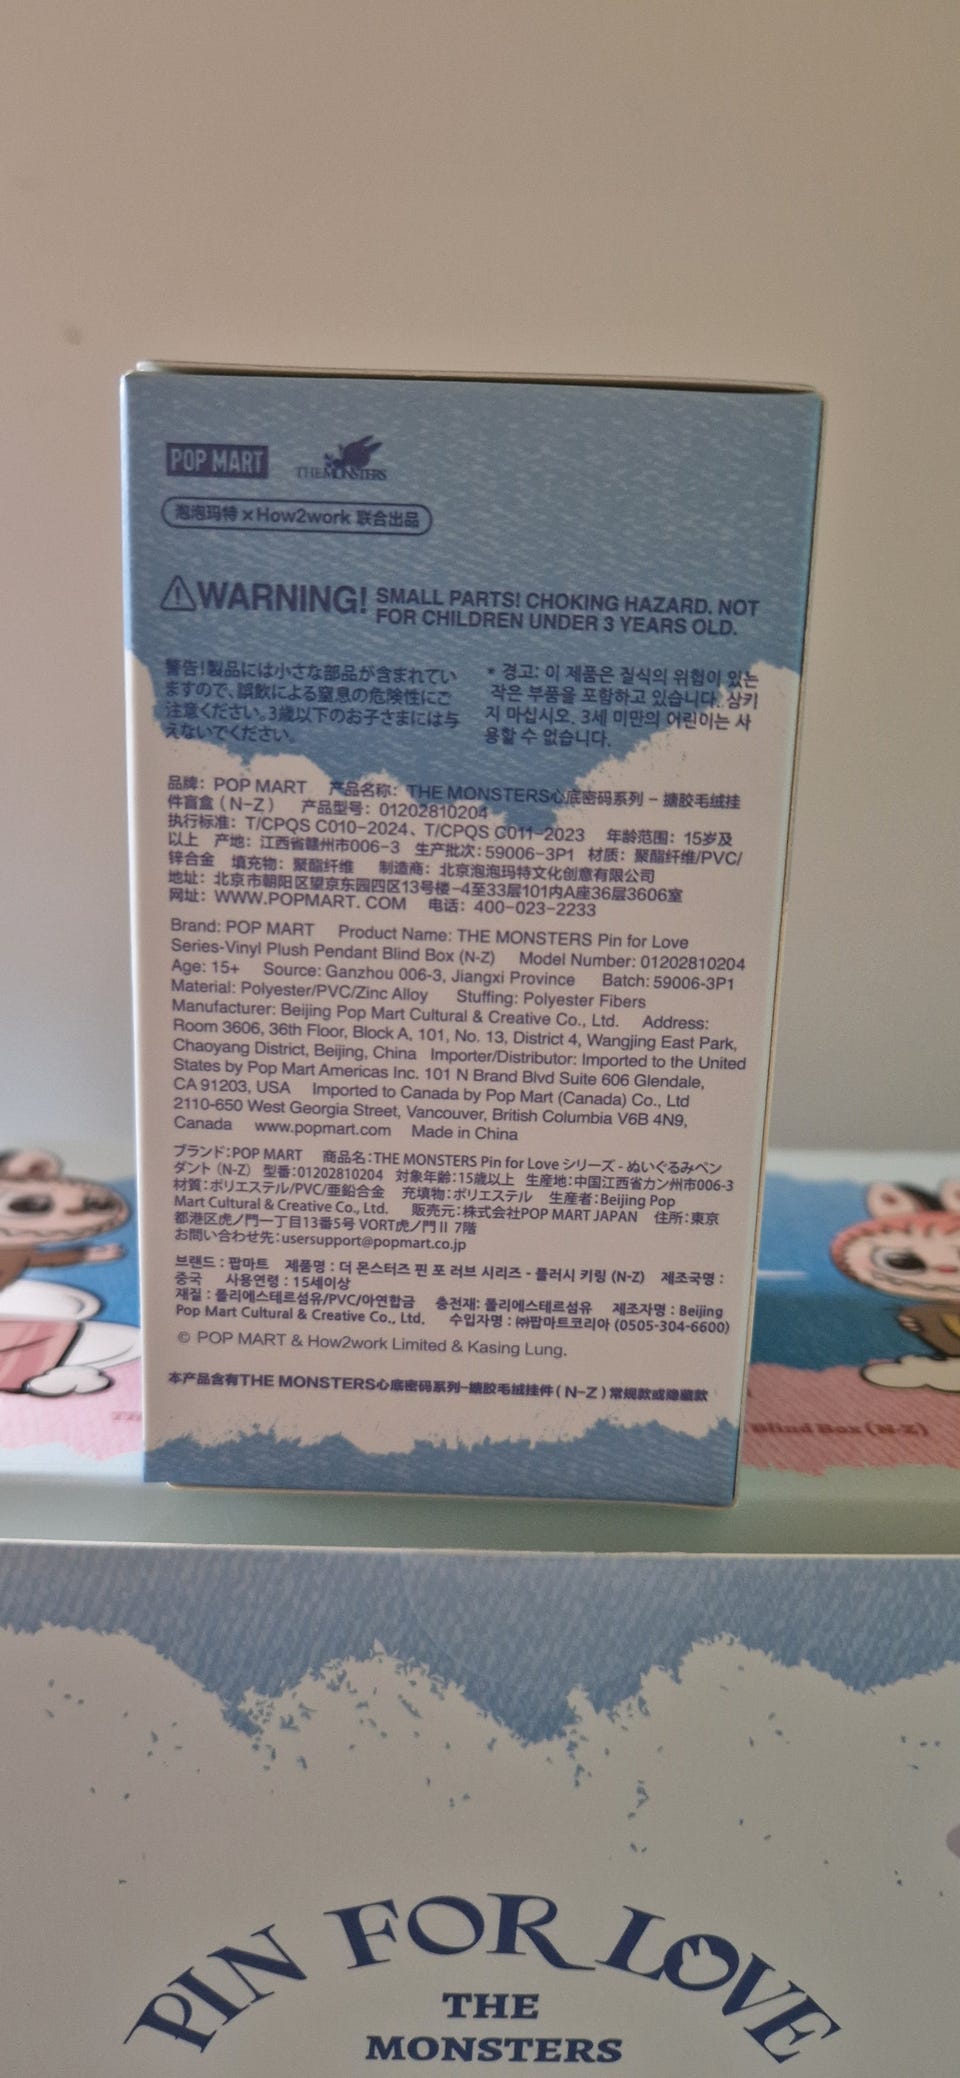 POP MART
THE MONSTERS
泡泡玛特×How2work 联合出品
WARNING! SMALL PARTS! CHOKING HAZARD. NOT
FOR CHILDREN UNDER 3 YEARS OLD.
警告!製品には小さな部品が含まれてい
ますので、誤飲による窒息の危険性にご
注意ください。3歳以下のお子さまには与
えないでください。
* 경고: 이 제품은 질식의 위험이 있는
작은 부품을 포함하고 있습니다. 삼키
지 마십시오. 3세 미만의 어린이는 사
용할 수 없습니다.
品牌：POP MART 产品名称：THE MONSTERS心底密码系列－搪胶毛绒挂
件盲盒（N-Z） 产品型号：01202810204
执行标准：T/CPQS C010-2024、T/CPQS C011-2023 年龄范围：15岁及
以上 产地：江西省赣州市006-3 生产批次：59006-3P1 材质：聚酯纤维/PVC/
锌合金 填充物：聚酯纤维 制造商：北京泡泡玛特文化创意有限公司
地址：北京市朝阳区望京东园四区13号楼-4至33层101内A座36层3606室
网址：WWW.POPMART. COM 电话：400-023-2233
Brand: POP MART Product Name: THE MONSTERS Pin for Love
Series-Vinyl Plush Pendant Blind Box (N-Z) Model Number: 01202810204
Age: 15+ Source: Ganzhou 006-3, Jiangxi Province Batch: 59006-3P1
Material: Polyester/PVC/Zinc Alloy Stuffing: Polyester Fibers
Manufacturer: Beijing Pop Mart Cultural & Creative Co., Ltd. Address:
Room 3606, 36th Floor, Block A, 101, No. 13, District 4, Wangjing East Park,
Chaoyang District, Beijing, China Importer/Distributor: Imported to the United
States by Pop Mart Americas Inc. 101 N Brand Blvd Suite 606 Glendale,
CA 91203, USA Imported to Canada by Pop Mart (Canada) Co., Ltd
2110-650 West Georgia Street, Vancouver, British Columbia V6B 4N9,
Canada www.popmart.com Made in China
ブランド:POP MART 商品名:THE MONSTERS Pin for Love シリーズ - ぬいぐるみペン
ダント (N-Z) 型番:01202810204 対象年齢:15歳以上 生産地:中国江西省カン州市006-3
材質:ポリエステル/PVC/亜鉛合金 充填物:ポリエステル 生産者:Beijing Pop
Mart Cultural & Creative Co., Ltd. 販売元:株式会社POP MART JAPAN 住所:東京
都港区虎ノ門一丁目13番5号 VORT虎ノ門Ⅱ 7階
お問い合わせ先:usersupport@popmart.co.jp
브랜드 : 팝마트 제품명 : 더 몬스터즈 핀 포 러브 시리즈 - 플러시 키링 (N-Z) 제조국명 :
중국 사용연령 : 15세이상
재질 : 폴리에스테르섬유/PVC/아연합금 충전재: 폴리에스테르섬유 제조자명 : Beijing
Pop Mart Cultural & Creative Co., Ltd. 수입자명 : ㈜팝마트코리아 (0505-304-6600)
© POP MART & How2work Limited & Kasing Lung.
本产品含有THE MONSTERS心底密码系列-搪胶毛绒挂件（N-Z）常规款或隐藏款
Blind Box (N-Z)
PIN FOR LOVE
THE
MONSTERS